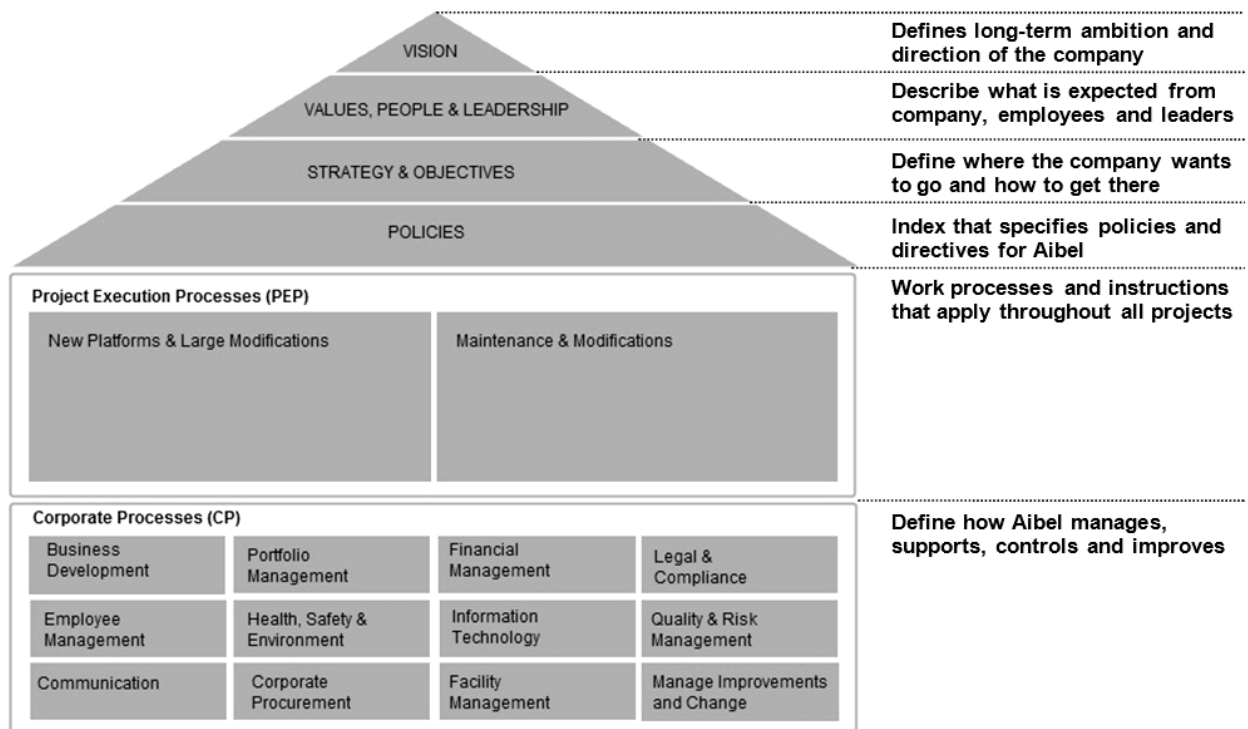 VISION
Defines long-term ambition and
direction of the company
VALUES, PEOPLE & LEADERSHIP
Describe what is expected from
company, employees and leaders
STRATEGY & OBJECTIVES
Define where the company wants
to go and how to get there
POLICIES
Index that specifies policies and
directives for Aibel
Project Execution Processes (PEP)
Work processes and instructions
that apply throughout all projects
New Platforms & Large Modifications
Maintenance & Modifications
Corporate Processes (CP)
Define how Aibel manages,
supports, controls and improves
Business
Development
Portfolio
Management
Financial
Management
Legal &
Compliance
Employee
Management
Health, Safety &
Environment
Information
Technology
Quality & Risk
Management
Communication
Corporate
Procurement
Facility
Management
Manage Improvements
and Change